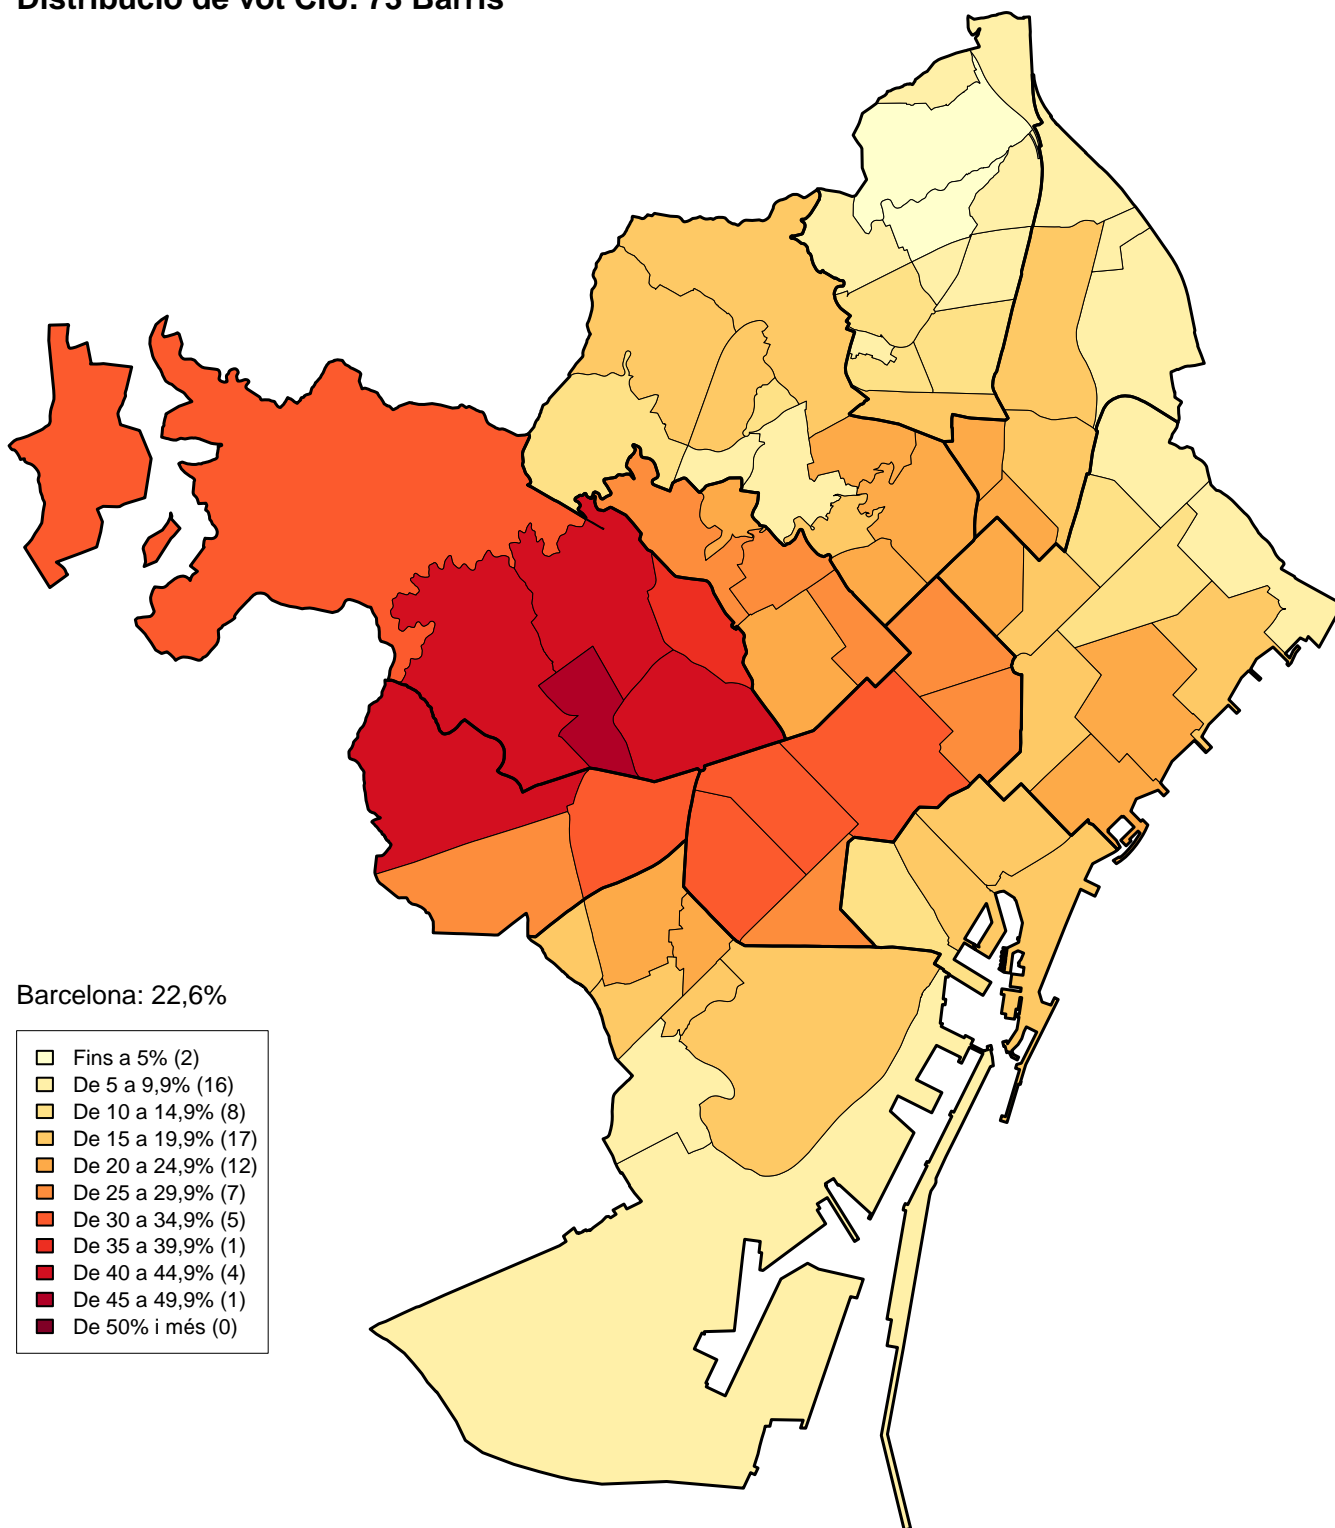 Distribució de vot CiU. 73 Barris
Barcelona: 22,6%
Fins a 5% (2)
De 5 a 9,9% (16)
De 10 a 14,9% (8)
De 15 a 19,9% (17)
De 20 a 24,9% (12)
De 25 a 29,9% (7)
De 30 a 34,9% (5)
De 35 a 39,9% (1)
De 40 a 44,9% (4)
De 45 a 49,9% (1)
De 50% i més (0)